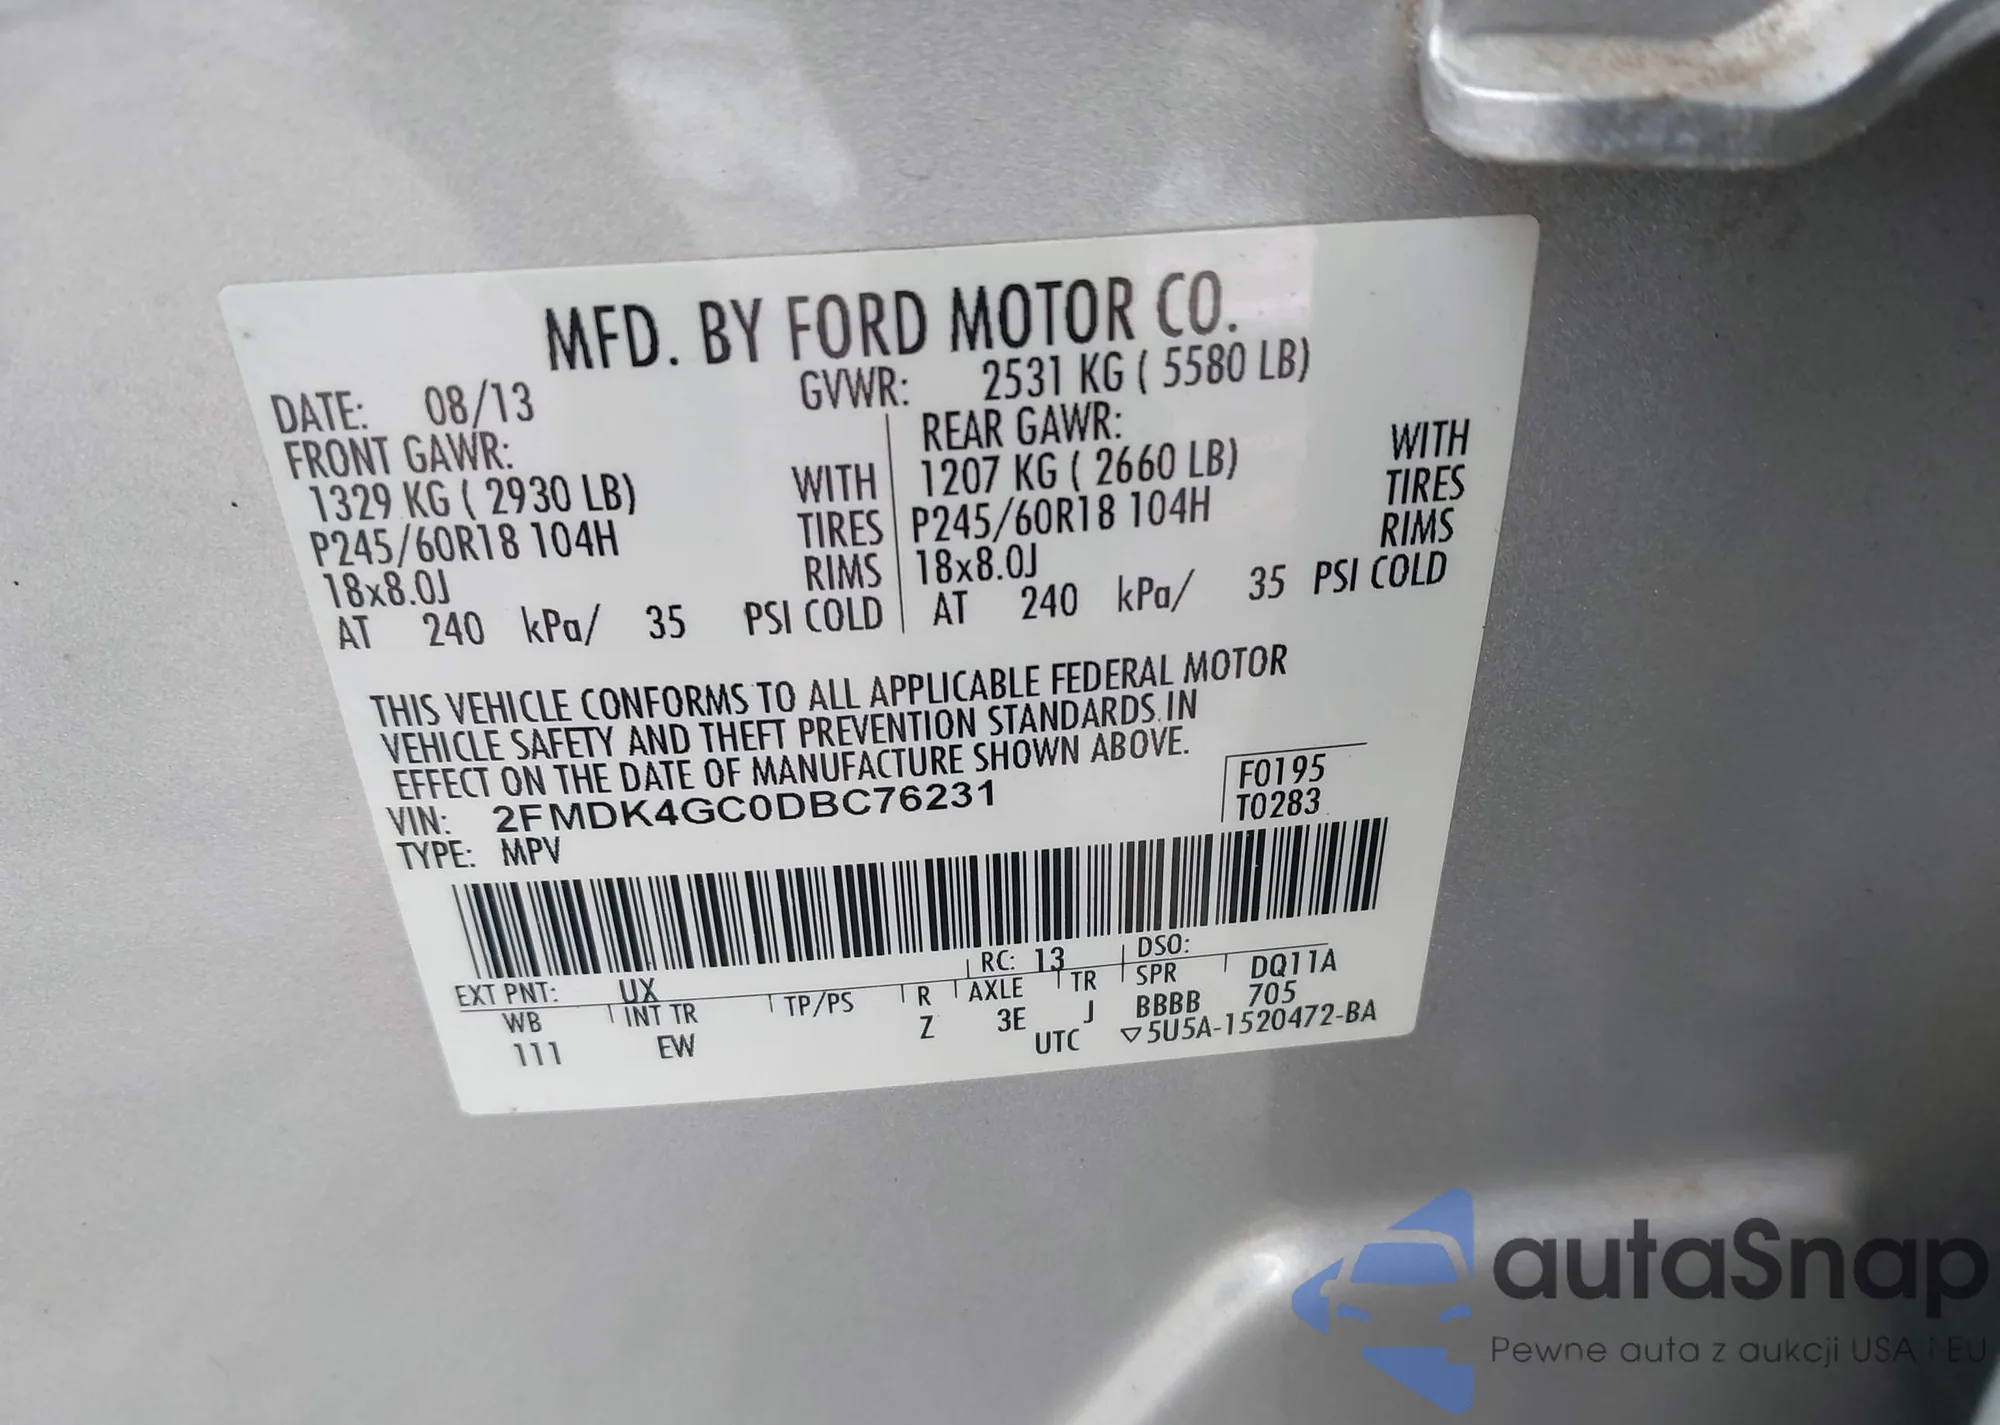 MFD. BY FORD MOTOR CO.
DATE: 08/13 GVWR: 2531 KG ( 5580 LB)
FRONT GAWR: REAR GAWR:
1329 KG ( 2930 LB) WITH 1207 KG ( 2660 LB) WITH
P245/60R18 104H TIRES P245/60R18 104H TIRES
18x8.0J RIMS 18x8.0J RIMS
AT 240 kPa/ 35 PSI COLD AT 240 kPa/ 35 PSI COLD
THIS VEHICLE CONFORMS TO ALL APPLICABLE FEDERAL MOTOR
VEHICLE SAFETY AND THEFT PREVENTION STANDARDS IN
EFFECT ON THE DATE OF MANUFACTURE SHOWN ABOVE.
VIN: 2FMDK4GC0DBC76231 F0195
TYPE: MPV T0283
EXT PNT: UX RC: 13 DSO:
WB INT TR TP/PS R AXLE TR SPR DQ11A
111 EW Z 3E J BBBB 705
UTC ▽5U5A-1520472-BA
autaSnap
Pewne auta z aukcji USA i EU